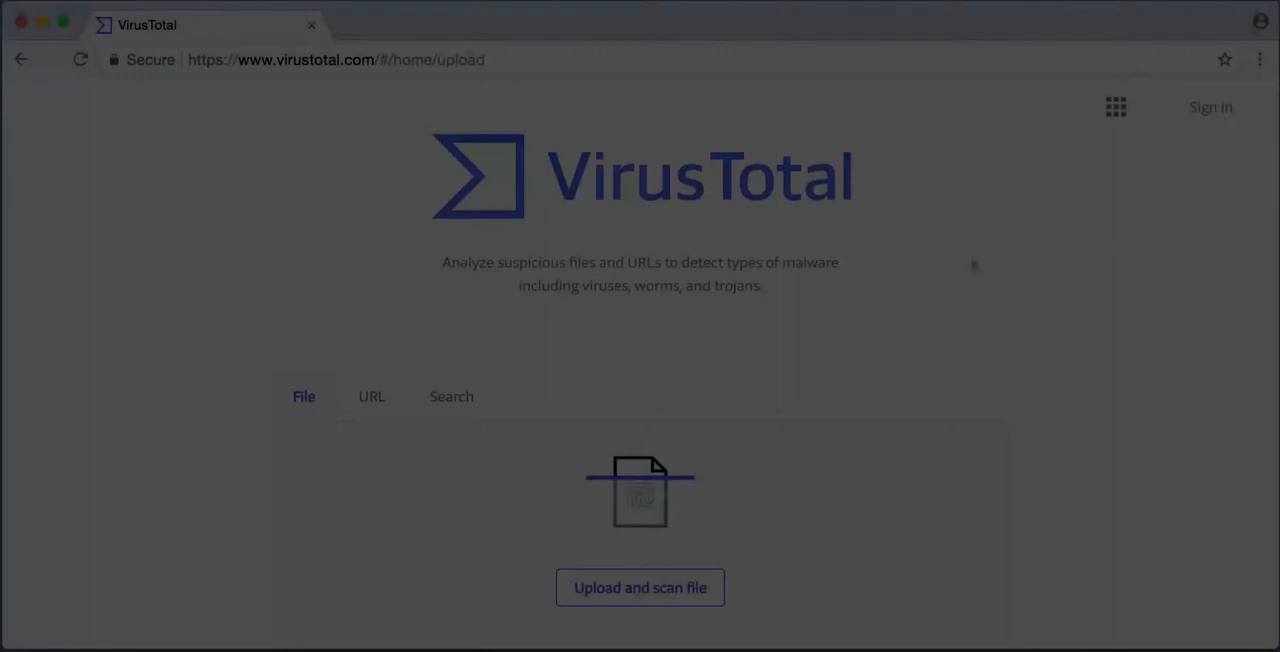 VirusTotal
Secure https://www.virustotal.com/#/home/upload
Sign in
VirusTotal
Analyze suspicious files and URLs to detect types of malware
including viruses, worms, and trojans.
File URL Search
Upload and scan file